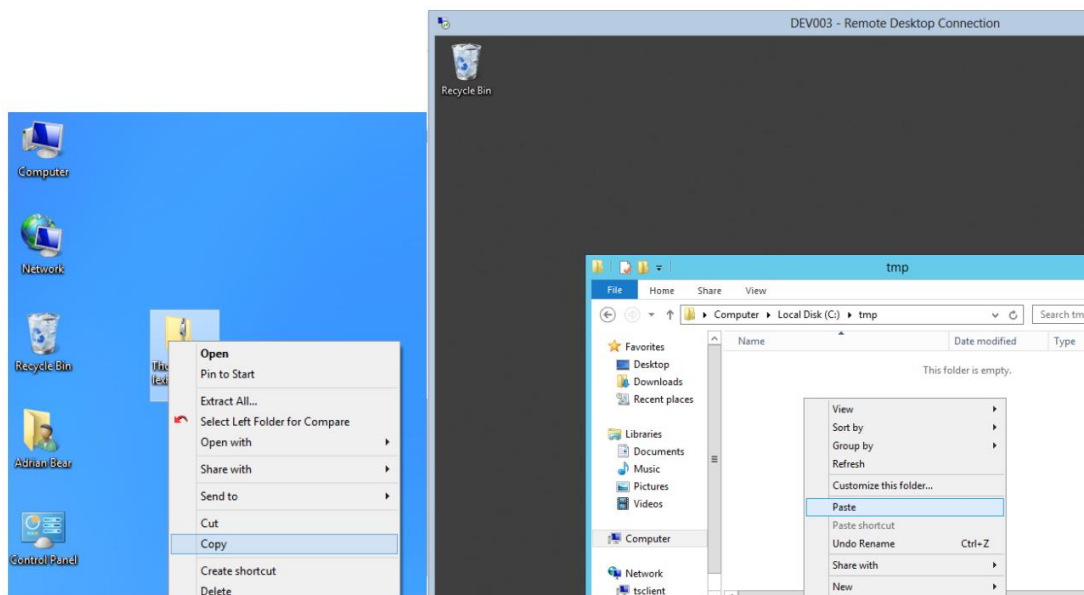 DEV003 - Remote Desktop Connection
Recycle Bin
Computer
Network
Recycle Bin
Adrian Bear
Control Panel
Open
Pin to Start
Extract All...
Select Left Folder for Compare
Open with
Share with
Send to
Cut
Copy
Create shortcut
Delete
tmp
File Home Share View
Computer Local Disk (C:) tmp
Search tm
Name Date modified Type
This folder is empty.
Favorites
Desktop
Downloads
Recent places
Libraries
Documents
Music
Pictures
Videos
Computer
Network
tsclient
View
Sort by
Group by
Refresh
Customize this folder...
Paste
Paste shortcut
Undo Rename Ctrl+Z
Share with
New